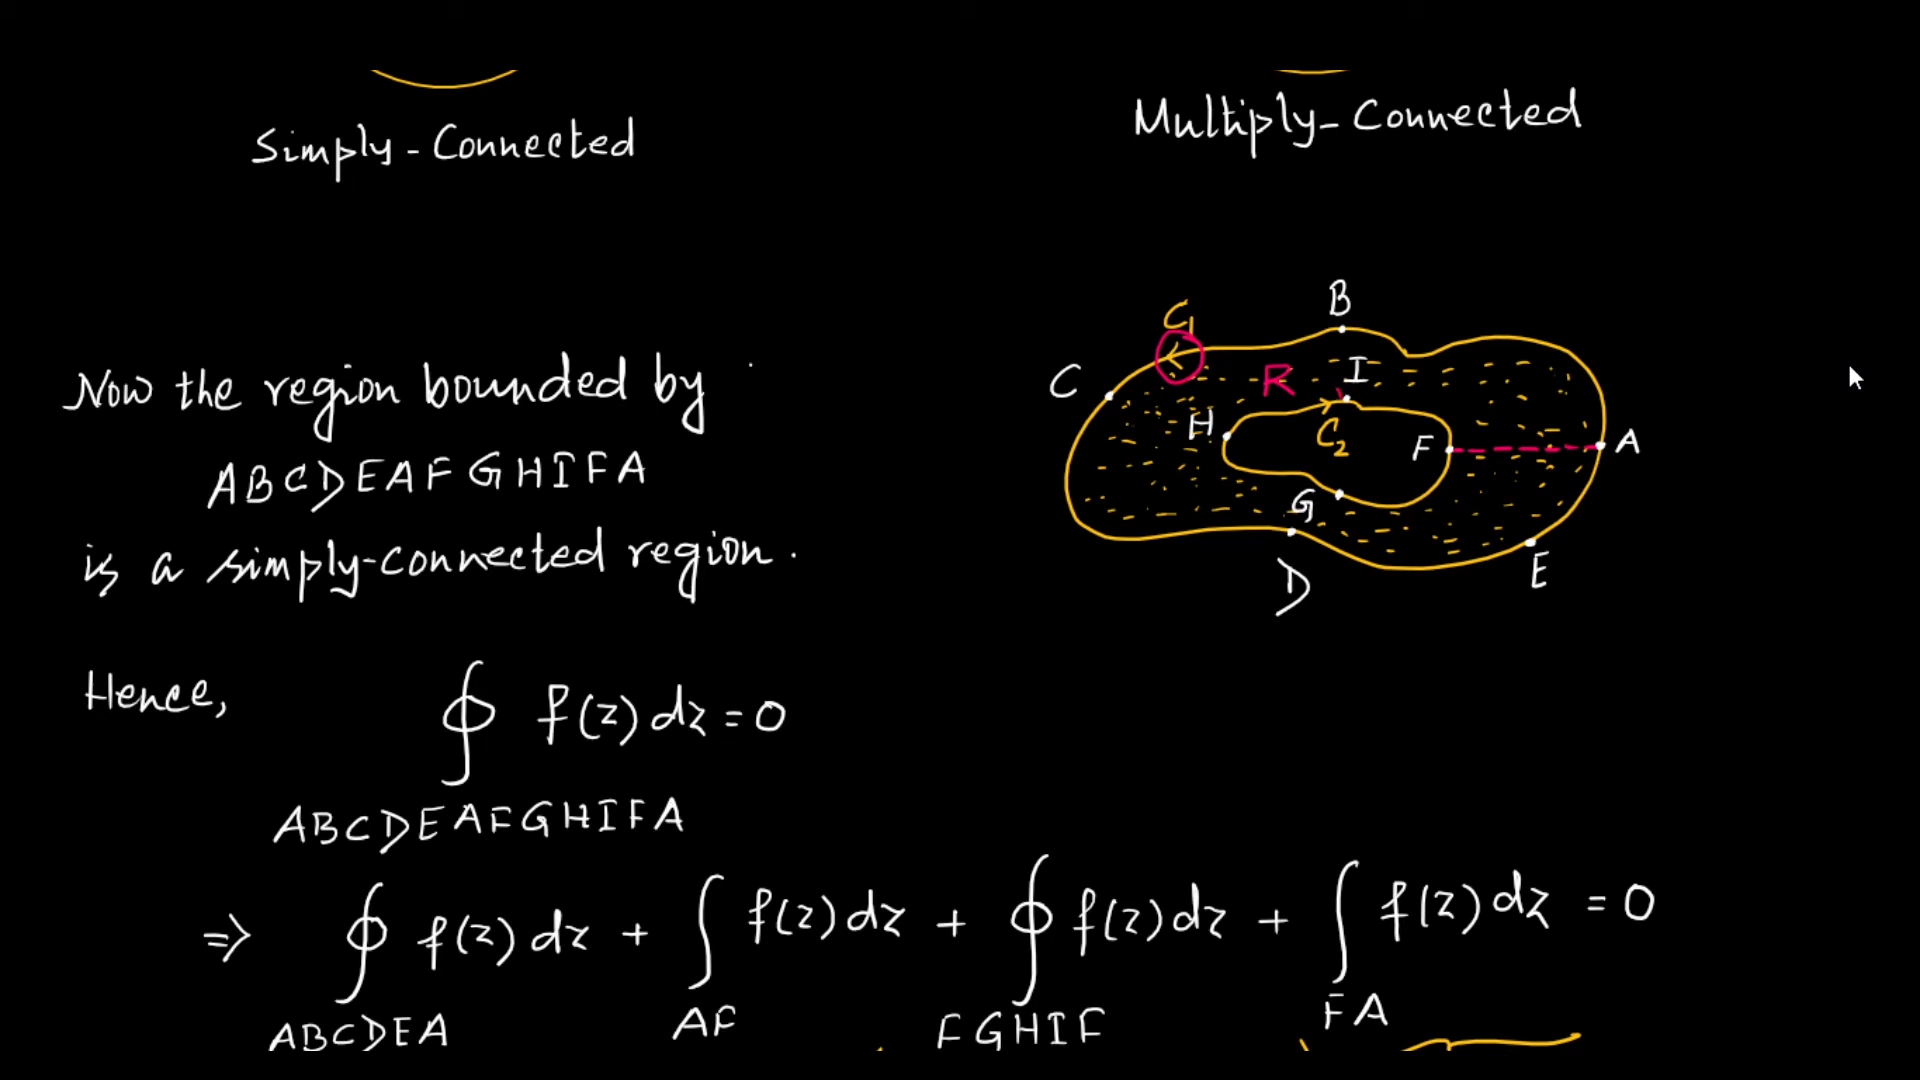 Simply-Connected
Multiply-Connected
Now the region bounded by
ABCDEAFGHIFA
is a simply-connected region.
Hence,
∮ f(z) dz = 0
ABCDEAFGHIFA
⇒ ∮ f(z) dz + ∫ f(z) dz + ∮ f(z) dz + ∫ f(z) dz = 0
ABCDEA AF FGHIF FA
B
C₁
C
R
I
H
C₂
F
A
G
D
E